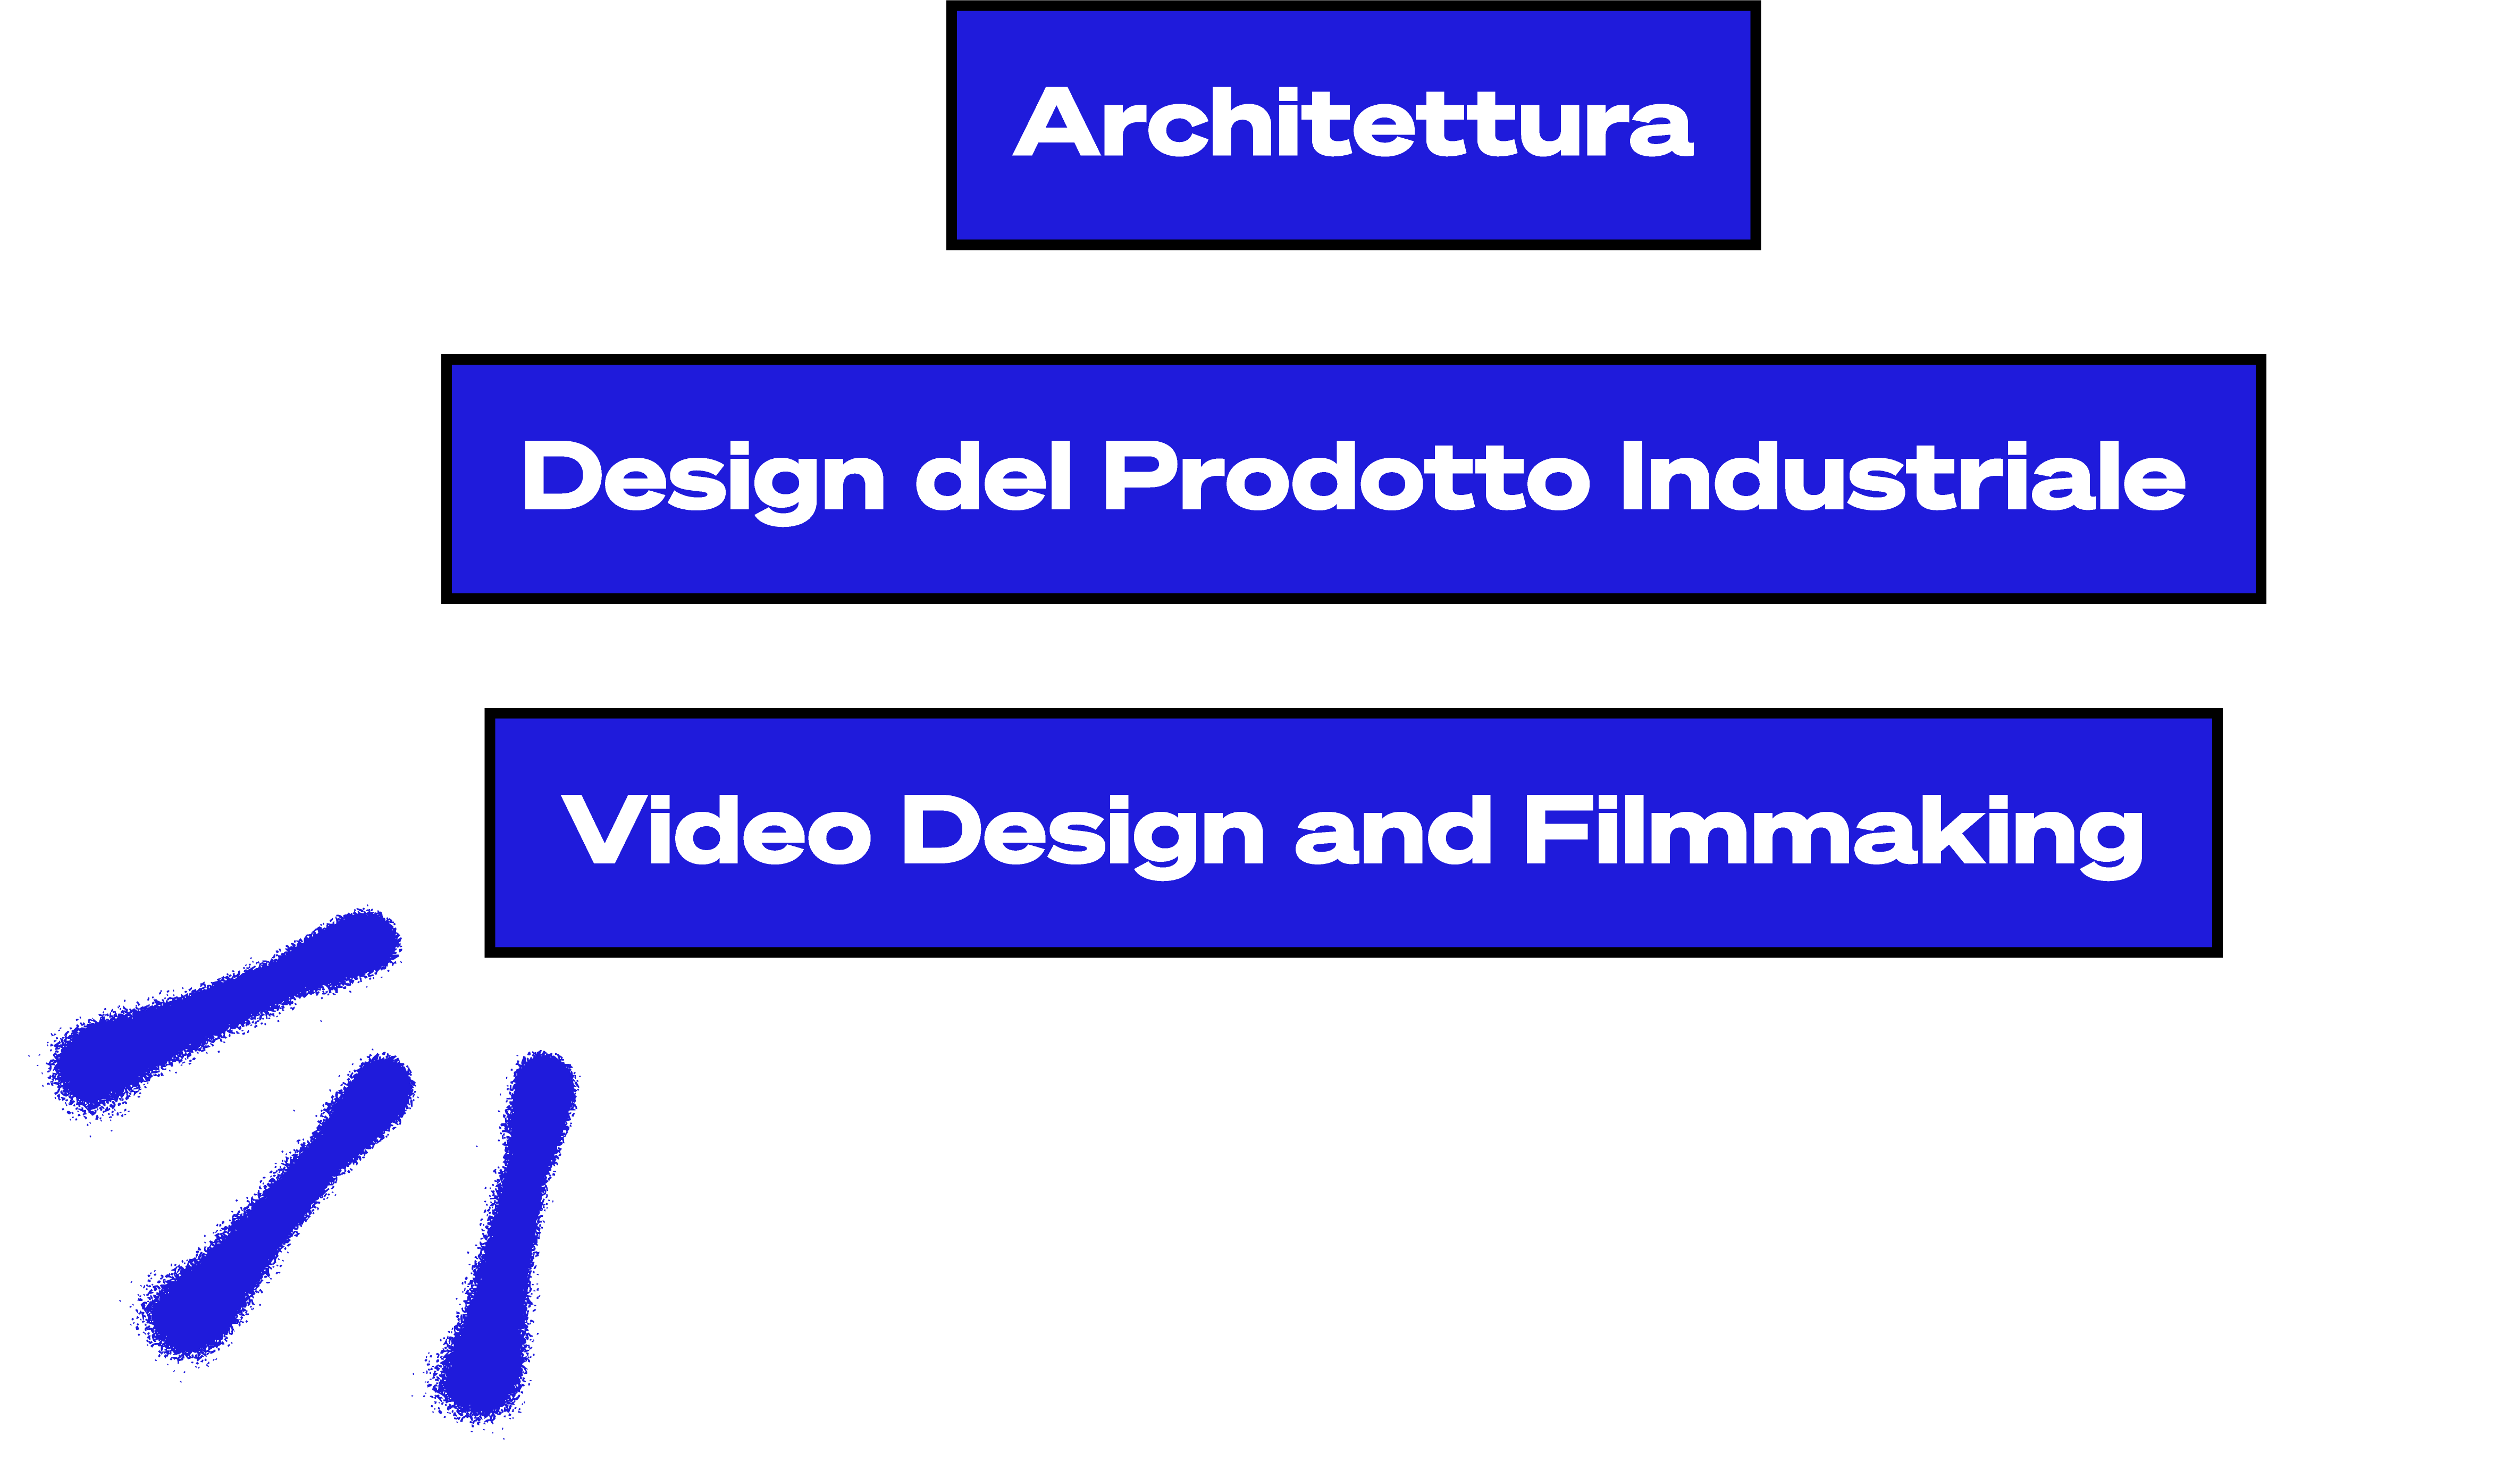 Architettura
Design del Prodotto Industriale
Video Design and Filmmaking